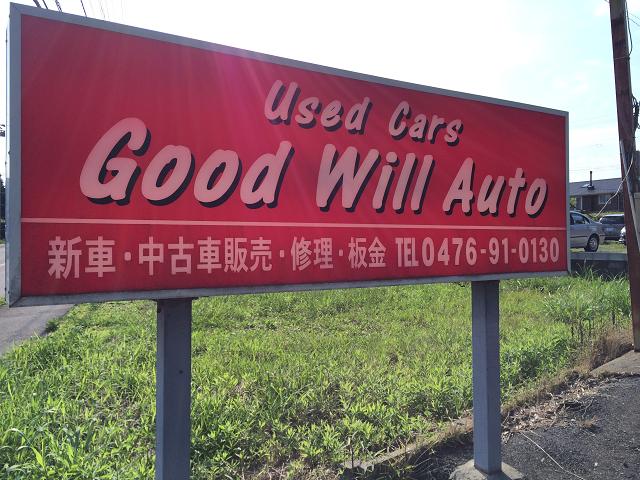 Used Cars
Good Will Auto
新車・中古車販売・修理・板金 TEL0476-91-0130